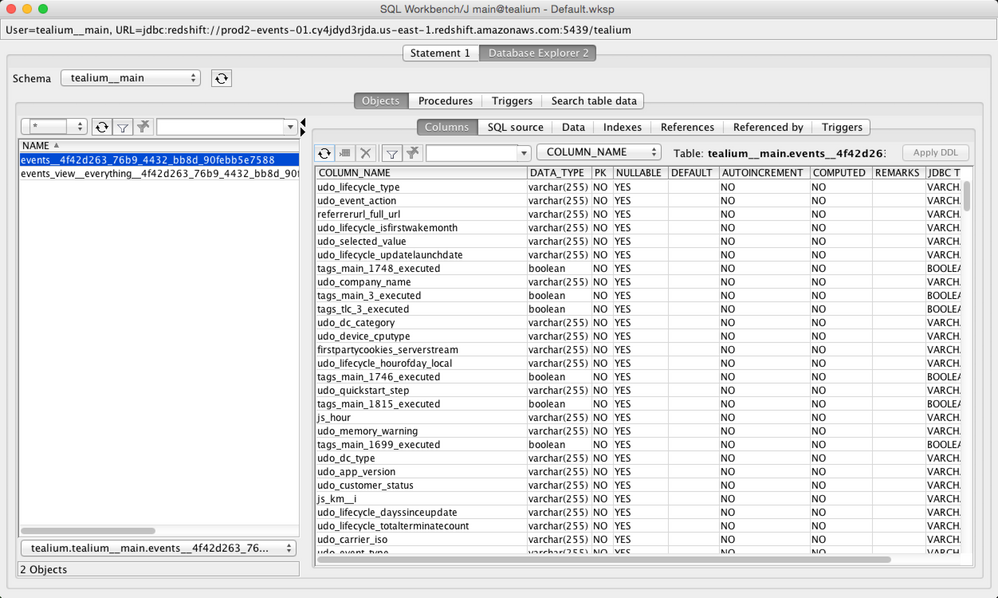 SQL Workbench/J main@tealium - Default.wksp
User=tealium__main, URL=jdbc:redshift://prod2-events-01.cy4jdyd3rjda.us-east-1.redshift.amazonaws.com:5439/tealium
Statement 1 Database Explorer 2
Schema tealium__main
Objects Procedures Triggers Search table data
* Columns SQL source Data Indexes References Referenced by Triggers
COLUMN_NAME Table: tealium__main.events__4f42d263 Apply DDL
NAME
events__4f42d263_76b9_4432_bb8d_90febb5e7588
events_view__everything__4f42d263_76b9_4432_bb8d_90f
COLUMN_NAME DATA_TYPE PK NULLABLE DEFAULT AUTOINCREMENT COMPUTED REMARKS JDBC T
udo_lifecycle_type varchar(255) NO YES NO NO VARCH
udo_event_action varchar(255) NO YES NO NO VARCH
referrerurl_full_url varchar(255) NO YES NO NO VARCH
udo_lifecycle_isfirstwakemonth varchar(255) NO YES NO NO VARCH
udo_selected_value varchar(255) NO YES NO NO VARCH
udo_lifecycle_updatelaunchdate varchar(255) NO YES NO NO VARCH
tags_main_1748_executed boolean NO YES NO NO BOOLEA
udo_company_name varchar(255) NO YES NO NO VARCH
tags_main_3_executed boolean NO YES NO NO BOOLEA
tags_tlc_3_executed boolean NO YES NO NO BOOLEA
udo_dc_category varchar(255) NO YES NO NO VARCH
udo_device_cputype varchar(255) NO YES NO NO VARCH
firstpartycookies_serverstream varchar(255) NO YES NO NO VARCH
udo_lifecycle_hourofday_local varchar(255) NO YES NO NO VARCH
tags_main_1746_executed boolean NO YES NO NO BOOLEA
udo_quickstart_step varchar(255) NO YES NO NO VARCH
tags_main_1815_executed boolean NO YES NO NO BOOLEA
js_hour varchar(255) NO YES NO NO VARCH
udo_memory_warning varchar(255) NO YES NO NO VARCH
tags_main_1699_executed boolean NO YES NO NO BOOLEA
udo_dc_type varchar(255) NO YES NO NO VARCH
udo_app_version varchar(255) NO YES NO NO VARCH
udo_customer_status varchar(255) NO YES NO NO VARCH
js_km__i varchar(255) NO YES NO NO VARCH
udo_lifecycle_dayssinceupdate varchar(255) NO YES NO NO VARCH
udo_lifecycle_totalterminatecount varchar(255) NO YES NO NO VARCH
udo_carrier_iso varchar(255) NO YES NO NO VARCH
udo_event_type varchar(255) NO YES NO NO VARCH
tealium.tealium__main.events__4f42d263_76...
2 Objects